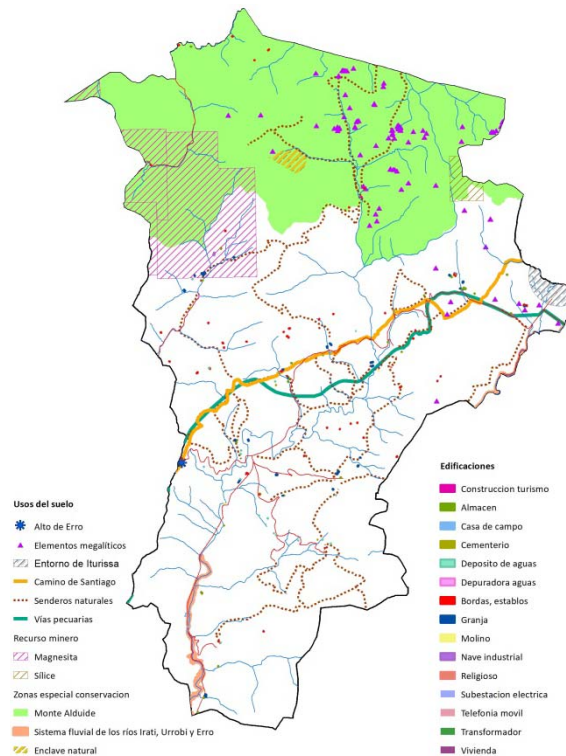 Usos del suelo
Alto de Erro
Elementos megalíticos
Entorno de Iturissa
Camino de Santiago
Senderos naturales
Vías pecuarias
Recurso minero
Magnesita
Sílice
Zonas especial conservacion
Monte Alduide
Sistema fluvial de los ríos Irati, Urrobi y Erro
Enclave natural
Edificaciones
Construccion turismo
Almacen
Casa de campo
Cementerio
Deposito de aguas
Depuradora aguas
Bordas, establos
Granja
Molino
Nave industrial
Religioso
Subestacion electrica
Telefonia movil
Transformador
Vivienda